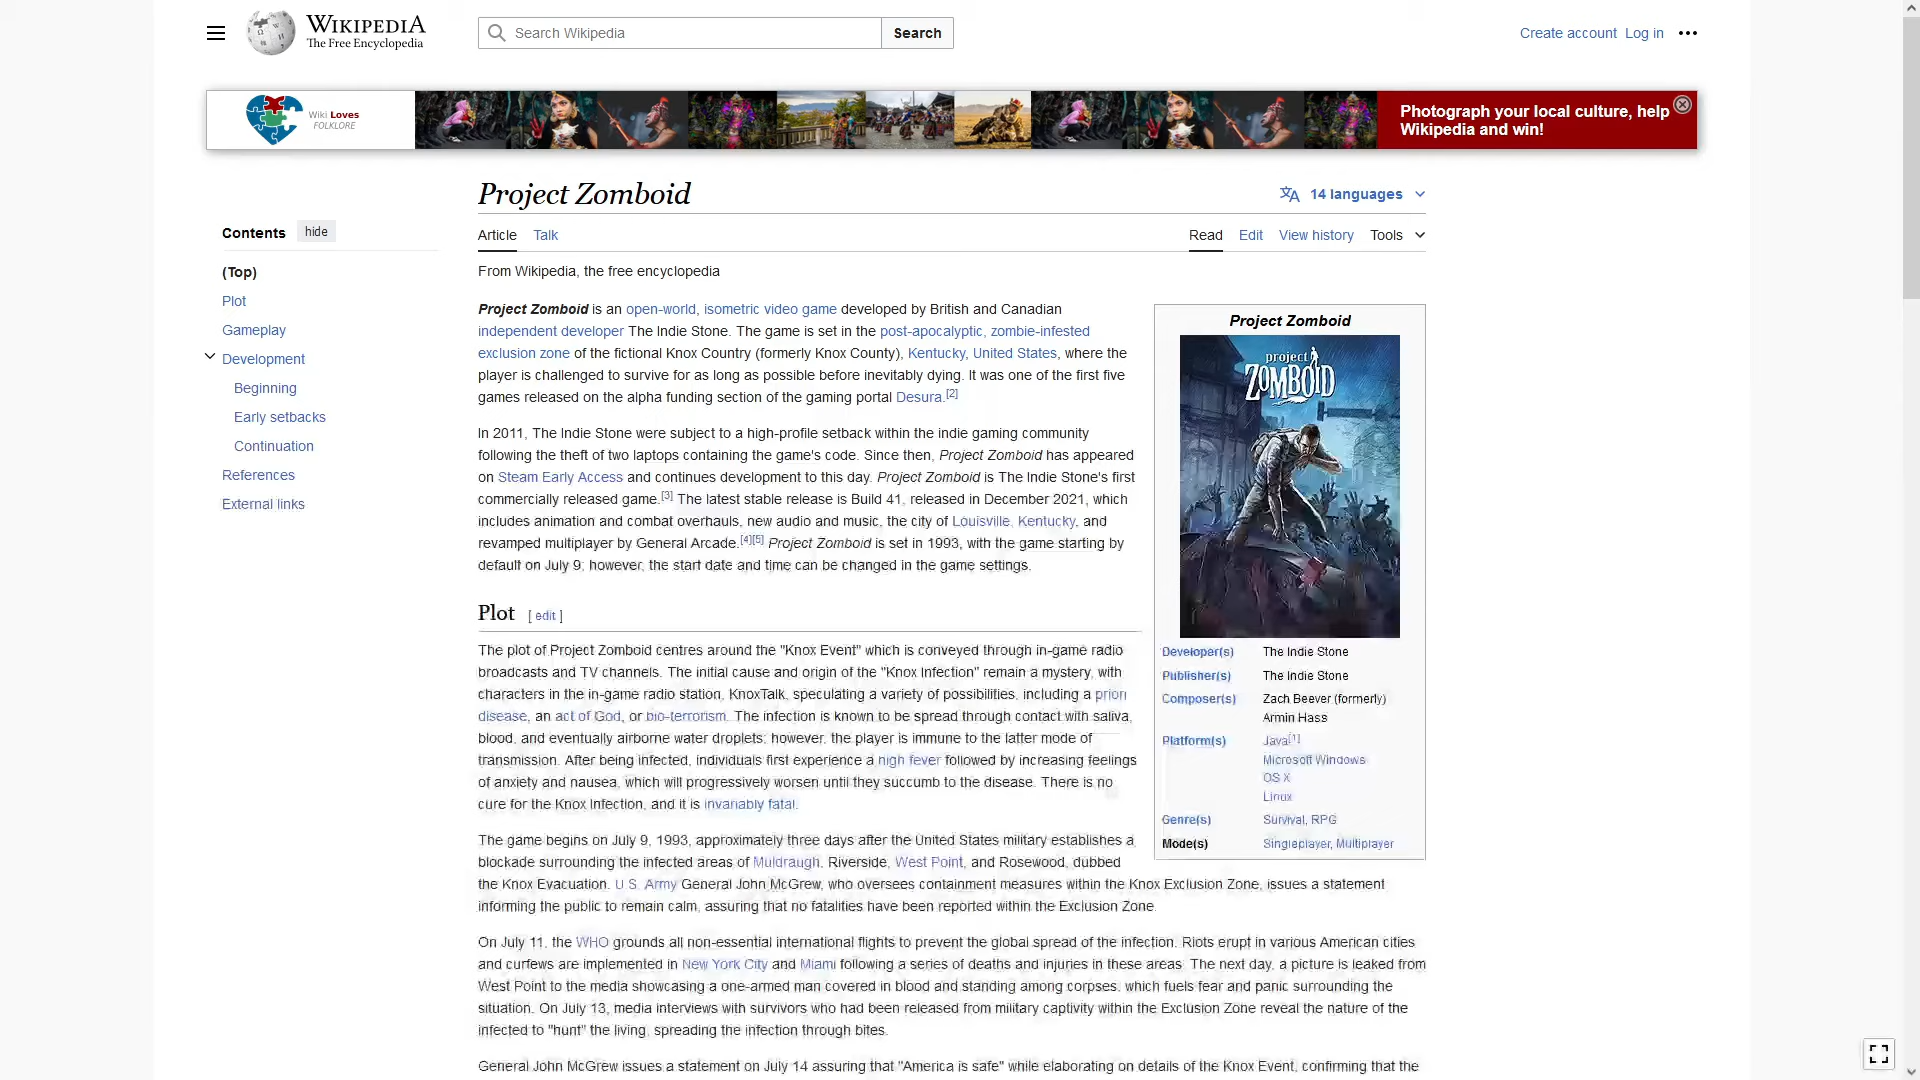 WIKIPEDIA
The Free Encyclopedia
Search Wikipedia
Search
Create account Log in
Wiki Loves
FOLKLORE
Photograph your local culture, help
Wikipedia and win!
Project Zomboid
14 languages
Contents hide
(Top)
Plot
Gameplay
Development
Beginning
Early setbacks
Continuation
References
External links
Article Talk
Read Edit View history Tools
From Wikipedia, the free encyclopedia
Project Zomboid is an open-world, isometric video game developed by British and Canadian
independent developer The Indie Stone. The game is set in the post-apocalyptic, zombie-infested
exclusion zone of the fictional Knox Country (formerly Knox County), Kentucky, United States, where the
player is challenged to survive for as long as possible before inevitably dying. It was one of the first five
games released on the alpha funding section of the gaming portal Desura.[2]
In 2011, The Indie Stone were subject to a high-profile setback within the indie gaming community
following the theft of two laptops containing the game's code. Since then, Project Zomboid has appeared
on Steam Early Access and continues development to this day. Project Zomboid is The Indie Stone's first
commercially released game.[3] The latest stable release is Build 41, released in December 2021, which
includes animation and combat overhauls, new audio and music, the city of Louisville, Kentucky, and
revamped multiplayer by General Arcade.[4][5] Project Zomboid is set in 1993, with the game starting by
default on July 9; however, the start date and time can be changed in the game settings.
Plot [ edit ]
The plot of Project Zomboid centres around the "Knox Event" which is conveyed through in-game radio
broadcasts and TV channels. The initial cause and origin of the "Knox Infection" remain a mystery, with
characters in the in-game radio station, KnoxTalk, speculating a variety of possibilities, including a prion
disease, an act of God, or bio-terrorism. The infection is known to be spread through contact with saliva,
blood, and eventually airborne water droplets; however, the player is immune to the latter mode of
transmission. After being infected, individuals first experience a high fever followed by increasing feelings
of anxiety and nausea, which will progressively worsen until they succumb to the disease. There is no
cure for the Knox Infection, and it is invariably fatal.
The game begins on July 9, 1993, approximately three days after the United States military establishes a
blockade surrounding the infected areas of Muldraugh, Riverside, West Point, and Rosewood, dubbed
the Knox Evacuation. U.S. Army General John McGrew, who oversees containment measures within the Knox Exclusion Zone, issues a statement
informing the public to remain calm, assuring that no fatalities have been reported within the Exclusion Zone.
On July 11, the WHO grounds all non-essential international flights to prevent the global spread of the infection. Riots erupt in various American cities
and curfews are implemented in New York City and Miami following a series of deaths and injuries in these areas. The next day, a picture is leaked from
West Point to the media showcasing a one-armed man covered in blood and standing among corpses, which fuels fear and panic surrounding the
situation. On July 13, media interviews with survivors who had been released from military captivity within the Exclusion Zone reveal the nature of the
infected to "hunt" the living, spreading the infection through bites.
General John McGrew issues a statement on July 14 assuring that "America is safe" while elaborating on details of the Knox Event, confirming that the
Project Zomboid
project
ZOMBOID
Developer(s) The Indie Stone
Publisher(s) The Indie Stone
Composer(s) Zach Beever (formerly)
Armin Hass
Platform(s) Java[1]
Microsoft Windows
OS X
Linux
Genre(s) Survival, RPG
Mode(s) Singleplayer, Multiplayer